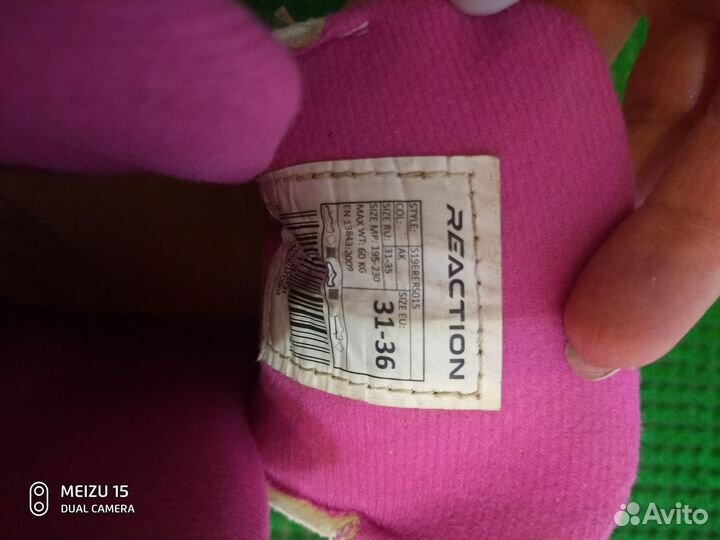 REACTION
STYLE: S19ERERS015
COL: AK
SIZE RU: 31-35
SIZE MP: 195-230
MAX WT: 60 KG
EN 13843:2009
SIZE EU:
31-36
MEIZU 15
DUAL CAMERA
Avito